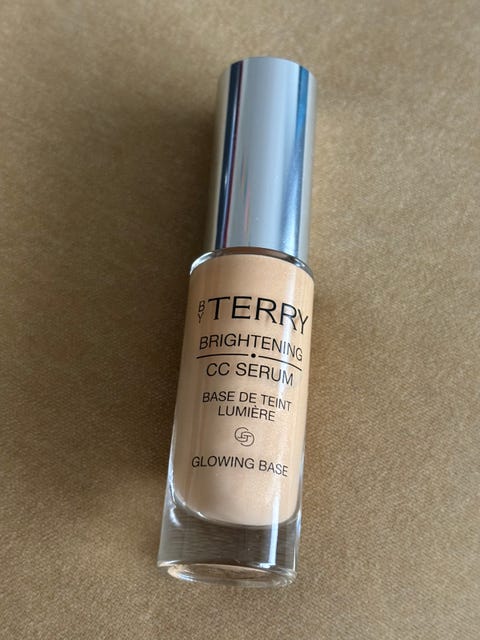 BY TERRY
BRIGHTENING
CC SERUM
BASE DE TEINT
LUMIÈRE
GLOWING BASE